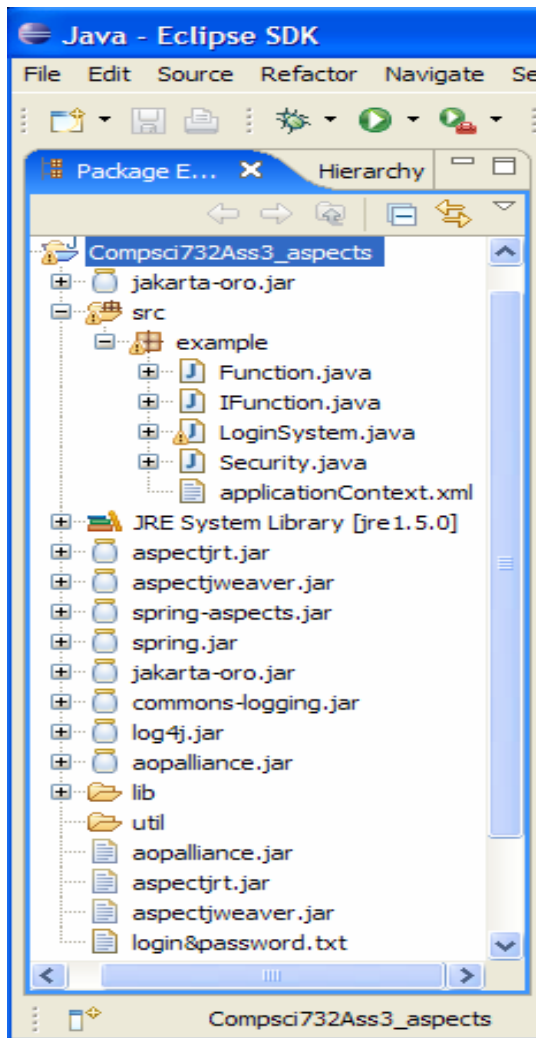 Java - Eclipse SDK
File Edit Source Refactor Navigate Se
Package E... Hierarchy
Compsci732Ass3_aspects
jakarta-oro.jar
src
example
Function.java
IFunction.java
LoginSystem.java
Security.java
applicationContext.xml
JRE System Library [jre1.5.0]
aspectjrt.jar
aspectjweaver.jar
spring-aspects.jar
spring.jar
jakarta-oro.jar
commons-logging.jar
log4j.jar
aopalliance.jar
lib
util
aopalliance.jar
aspectjrt.jar
aspectjweaver.jar
login&password.txt
Compsci732Ass3_aspects